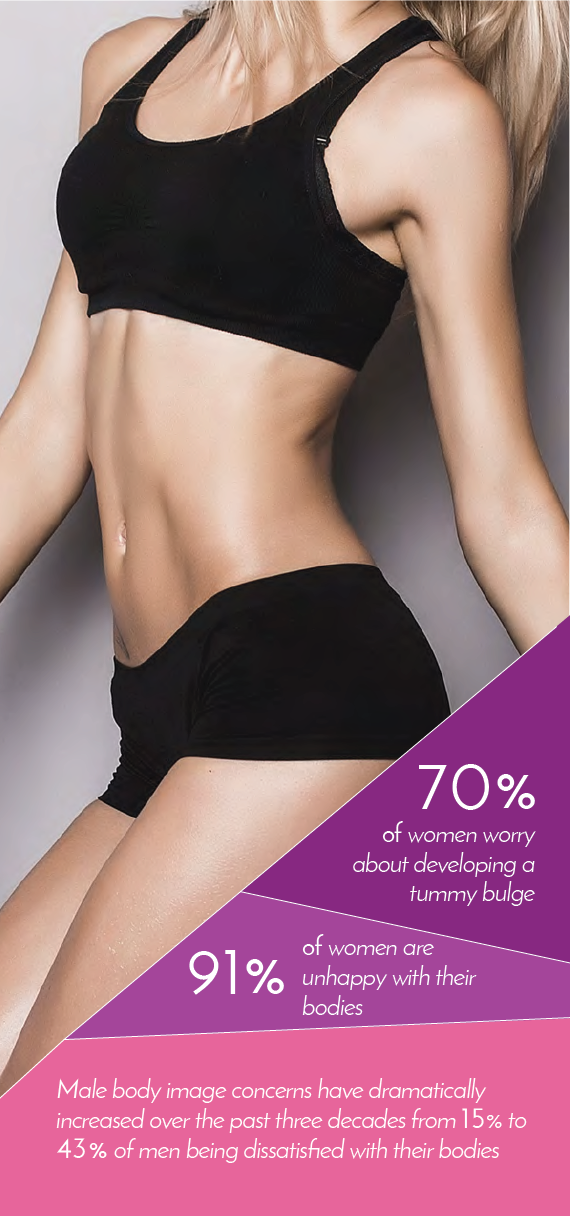 70%
of women worry
about developing a
tummy bulge
91%
of women are
unhappy with their
bodies
Male body image concerns have dramatically
increased over the past three decades from 15% to
43% of men being dissatisfied with their bodies